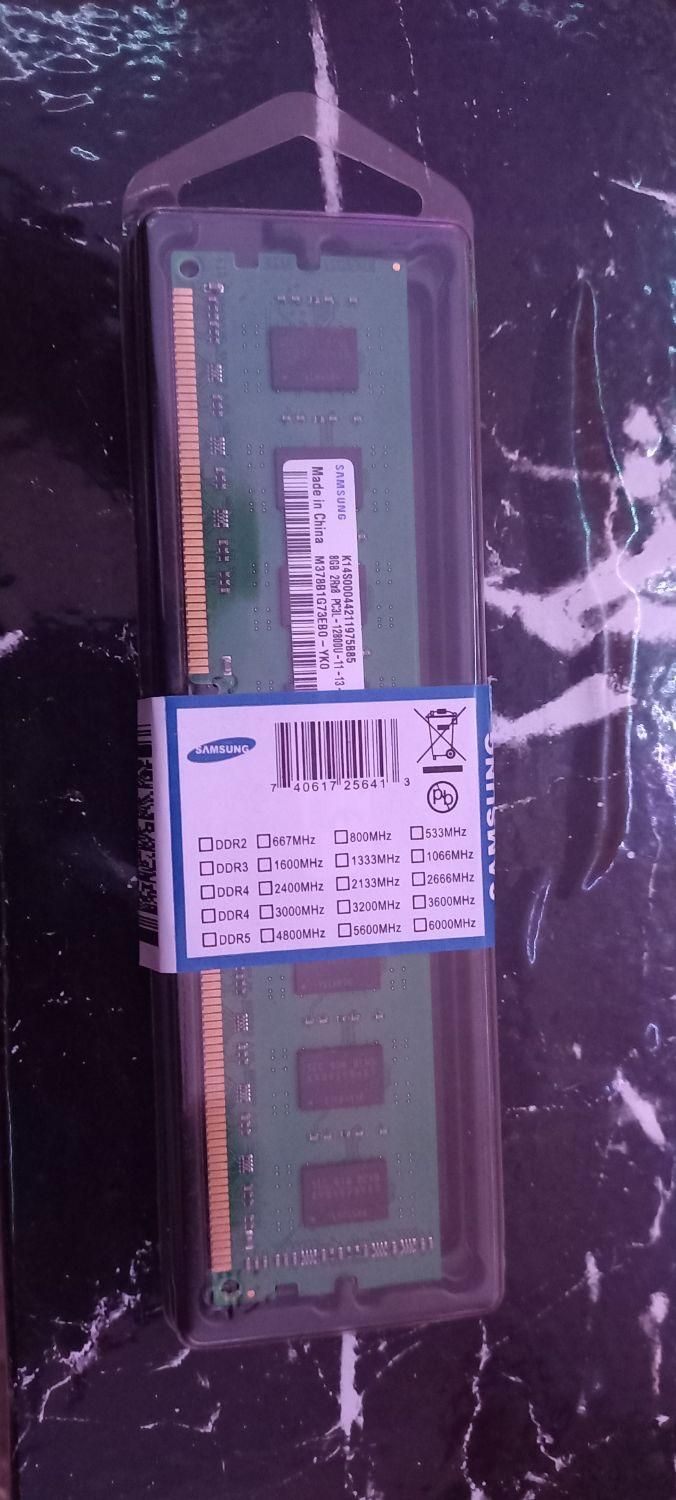 SAMSUNG
Made in China
K14S00044211975B85
8GB 2Rx8 PC3L-12800U-11-13-
M378B1G73EB0-YK0
SAMSUNG
7 40617 25641 3
Pb
SAMSUNG
☐DDR2 ☐667MHz ☐800MHz ☐533MHz
☐DDR3 ☐1600MHz ☐1333MHz ☐1066MHz
☐DDR4 ☐2400MHz ☐2133MHz ☐2666MHz
☐DDR4 ☐3000MHz ☐3200MHz ☐3600MHz
☐DDR5 ☐4800MHz ☐5600MHz ☐6000MHz